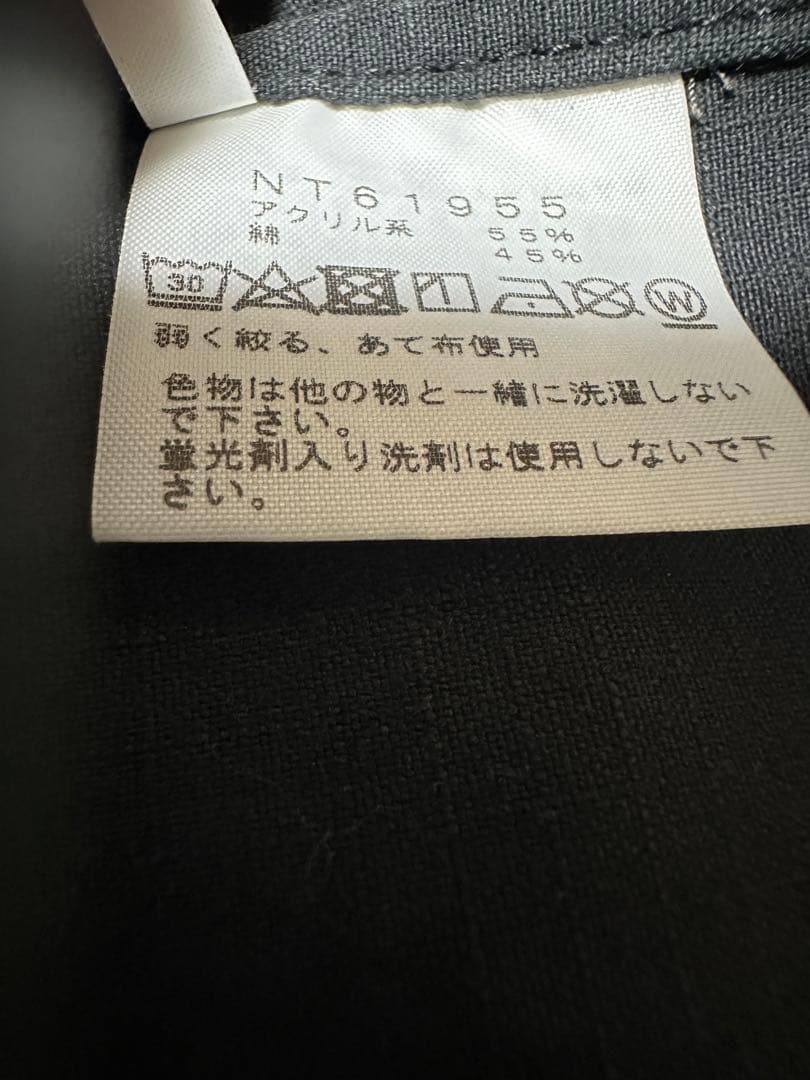 NT61955
アクリル系 55%
綿 45%
30 W
弱く絞る、あて布使用
色物は他の物と一緒に洗濯しない
で下さい。
蛍光剤入り洗剤は使用しないで下
さい。